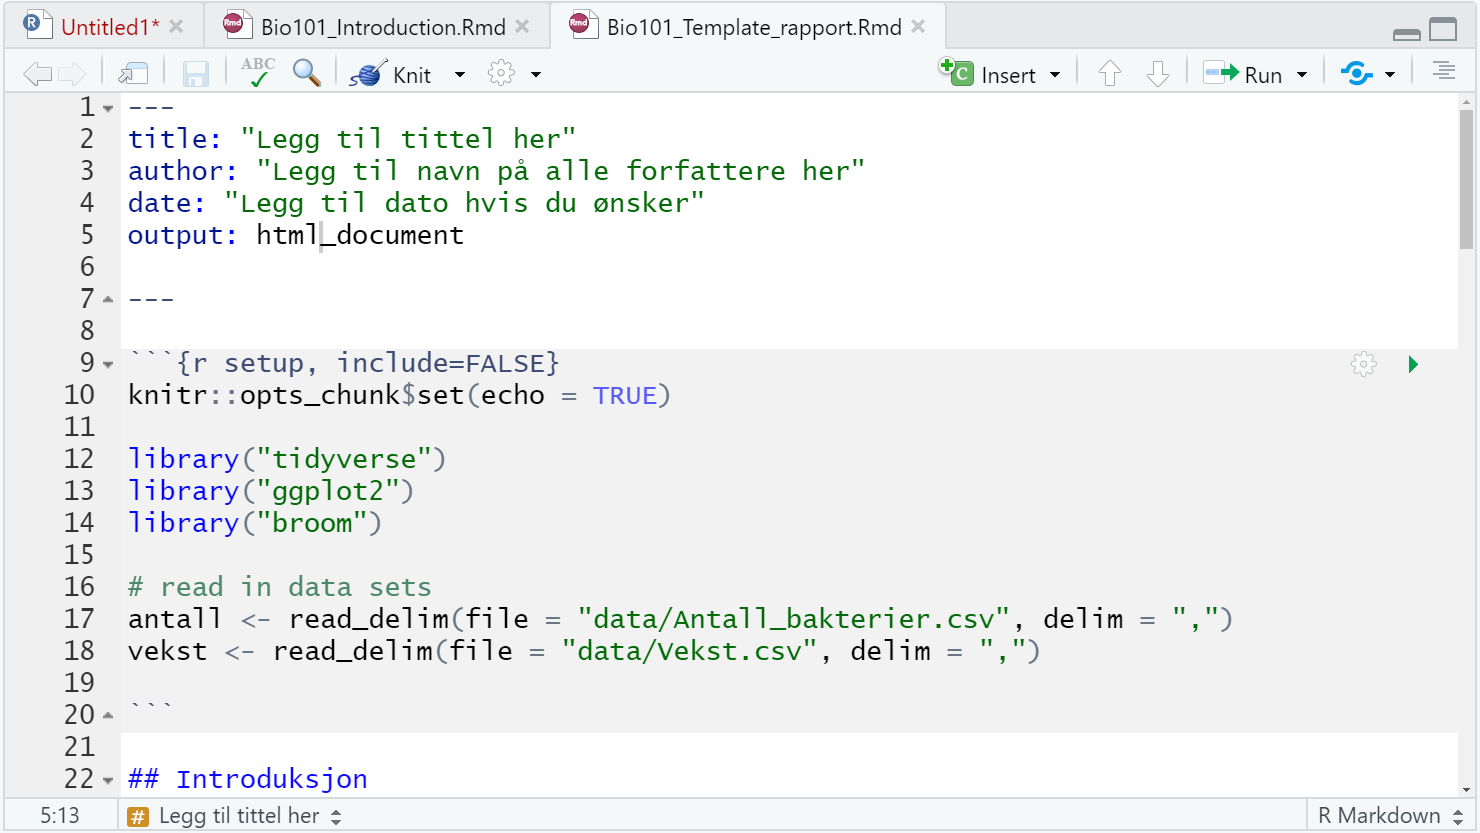 Untitled1* Bio101_Introduction.Rmd Bio101_Template_rapport.Rmd
ABC Knit Insert Run
1 ---
2 title: "Legg til tittel her"
3 author: "Legg til navn på alle forfattere her"
4 date: "Legg til dato hvis du ønsker"
5 output: html_document
6
7 ---
8
9 ```{r setup, include=FALSE}
10 knitr::opts_chunk$set(echo = TRUE)
11
12 library("tidyverse")
13 library("ggplot2")
14 library("broom")
15
16 # read in data sets
17 antall <- read_delim(file = "data/Antall_bakterier.csv", delim = ",")
18 vekst <- read_delim(file = "data/Vekst.csv", delim = ",")
19
20 ```
21
22 ## Introduksjon
5:13 # Legg til tittel her R Markdown